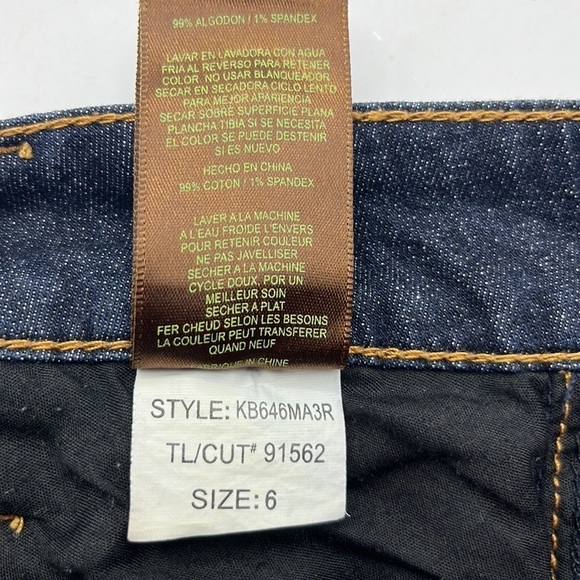 99% ALGODON / 1% SPANDEX
LAVAR EN LAVADORA CON AGUA
FRIA AL REVERSO PARA RETENER
COLOR. NO USAR BLANQUEADOR
SECAR EN SECADORA CICLO LENTO
PARA MEJOR APARIENCIA
SECAR SOBRE SUPERFICIE PLANA
PLANCHA TIBIA SI SE NECESITA
EL COLOR SE PUEDE DESTENIR
SI ES NUEVO
HECHO EN CHINA
99% COTON / 1% SPANDEX
LAVER A LA MACHINE
A L'EAU FROIDE L'ENVERS
POUR RETENIR COULEUR
NE PAS JAVELLISER
SECHER A LA MACHINE
CYCLE DOUX, POR UN
MEILLEUR SOIN
SECHER A PLAT
FER CHEUD SELON LES BESOINS
LA COULEUR PEUT TRANSFERER
QUAND NEUF
FABRIQUE EN CHINE
STYLE: KB646MA3R
TL/CUT# 91562
SIZE: 6